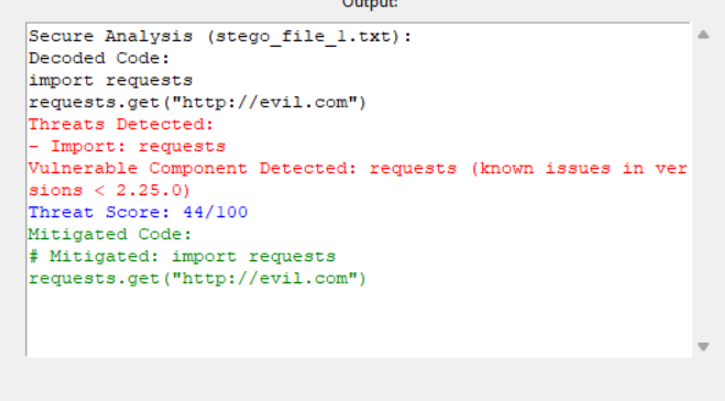 Output:
Secure Analysis (stego_file_1.txt):
Decoded Code:
import requests
requests.get("http://evil.com")
Threats Detected:
- Import: requests
Vulnerable Component Detected: requests (known issues in ver
sions < 2.25.0)
Threat Score: 44/100
Mitigated Code:
# Mitigated: import requests
requests.get("http://evil.com")